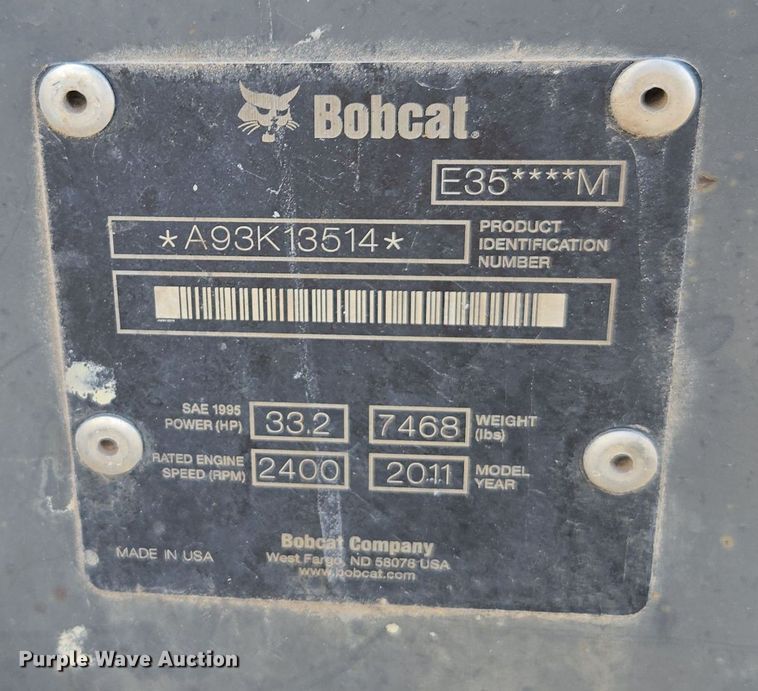 Bobcat.
E35****M
*A93K13514*
PRODUCT
IDENTIFICATION
NUMBER
SAE 1995
POWER (HP)
33.2
7468
WEIGHT
(lbs)
RATED ENGINE
SPEED (RPM)
2400
2011
MODEL
YEAR
MADE IN USA
Bobcat Company
West Fargo, ND 58078 USA
www.bobcat.com
Purple Wave Auction